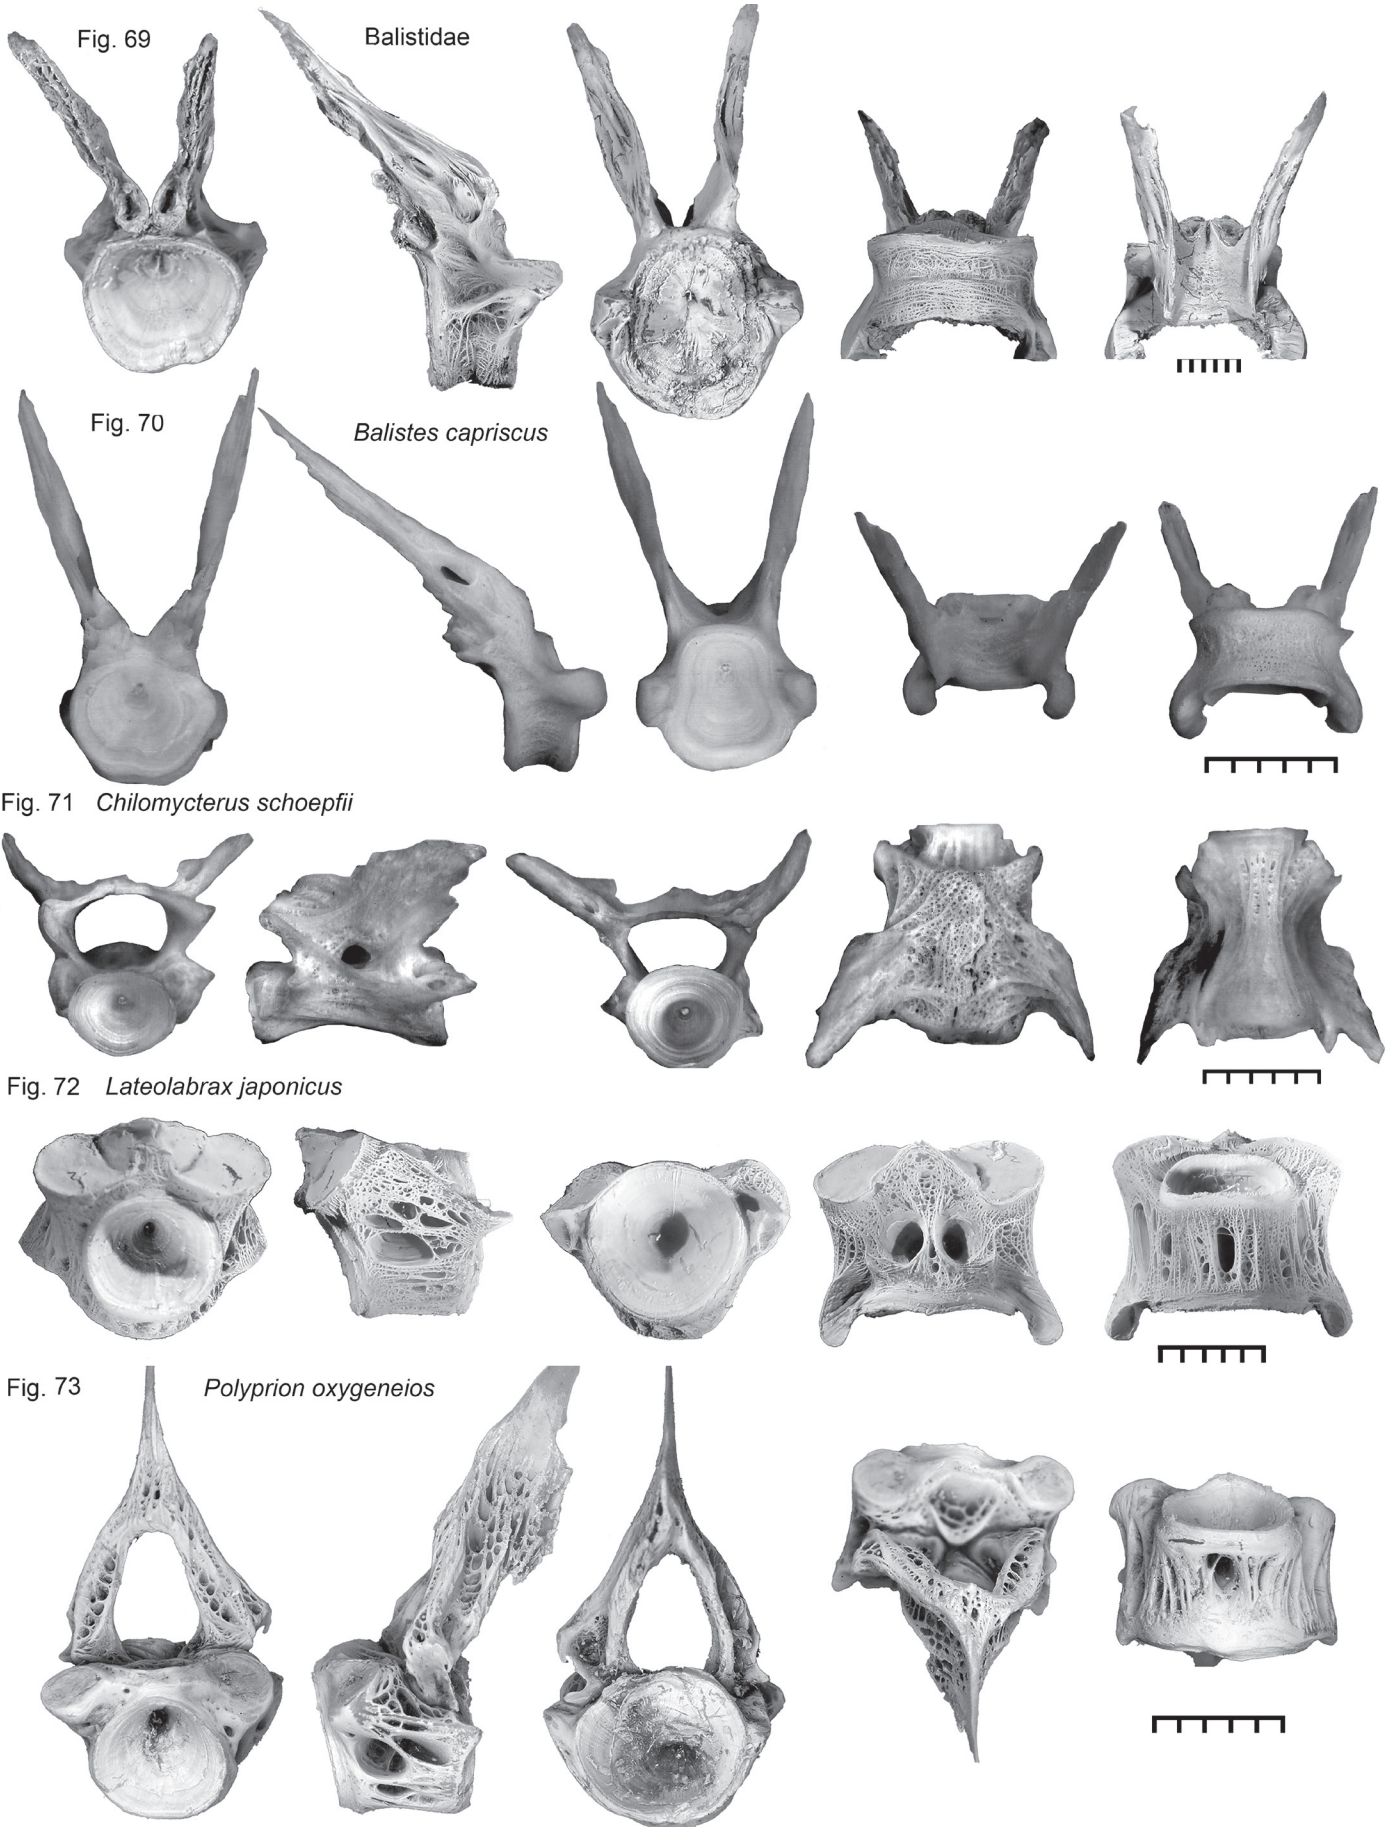 Fig. 69
Balistidae
Fig. 70
Balistes capriscus
Fig. 71 Chilomycterus schoepfii
Fig. 72 Lateolabrax japonicus
Fig. 73
Polyprion oxygeneios